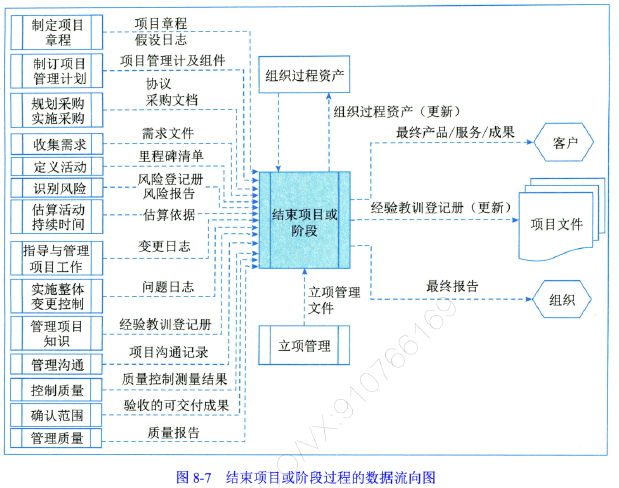 制定项目
章程
项目章程
假设日志
制订项目
管理计划
项目管理计及组件
规划采购
实施采购
协议
采购文档
收集需求
需求文件
定义活动
里程碑清单
识别风险
风险登记册
风险报告
估算活动
持续时间
估算依据
指导与管理
项目工作
变更日志
实施整体
变更控制
问题日志
管理项目
知识
经验教训登记册
管理沟通
项目沟通记录
控制质量
质量控制测量结果
确认范围
验收的可交付成果
管理质量
质量报告
组织过程资产
组织过程资产（更新）
结束项目或
阶段
立项管理
文件
立项管理
最终产品/服务/成果
客户
经验教训登记册（更新）
项目文件
最终报告
组织
/VX:910766169
图 8-7 结束项目或阶段过程的数据流向图